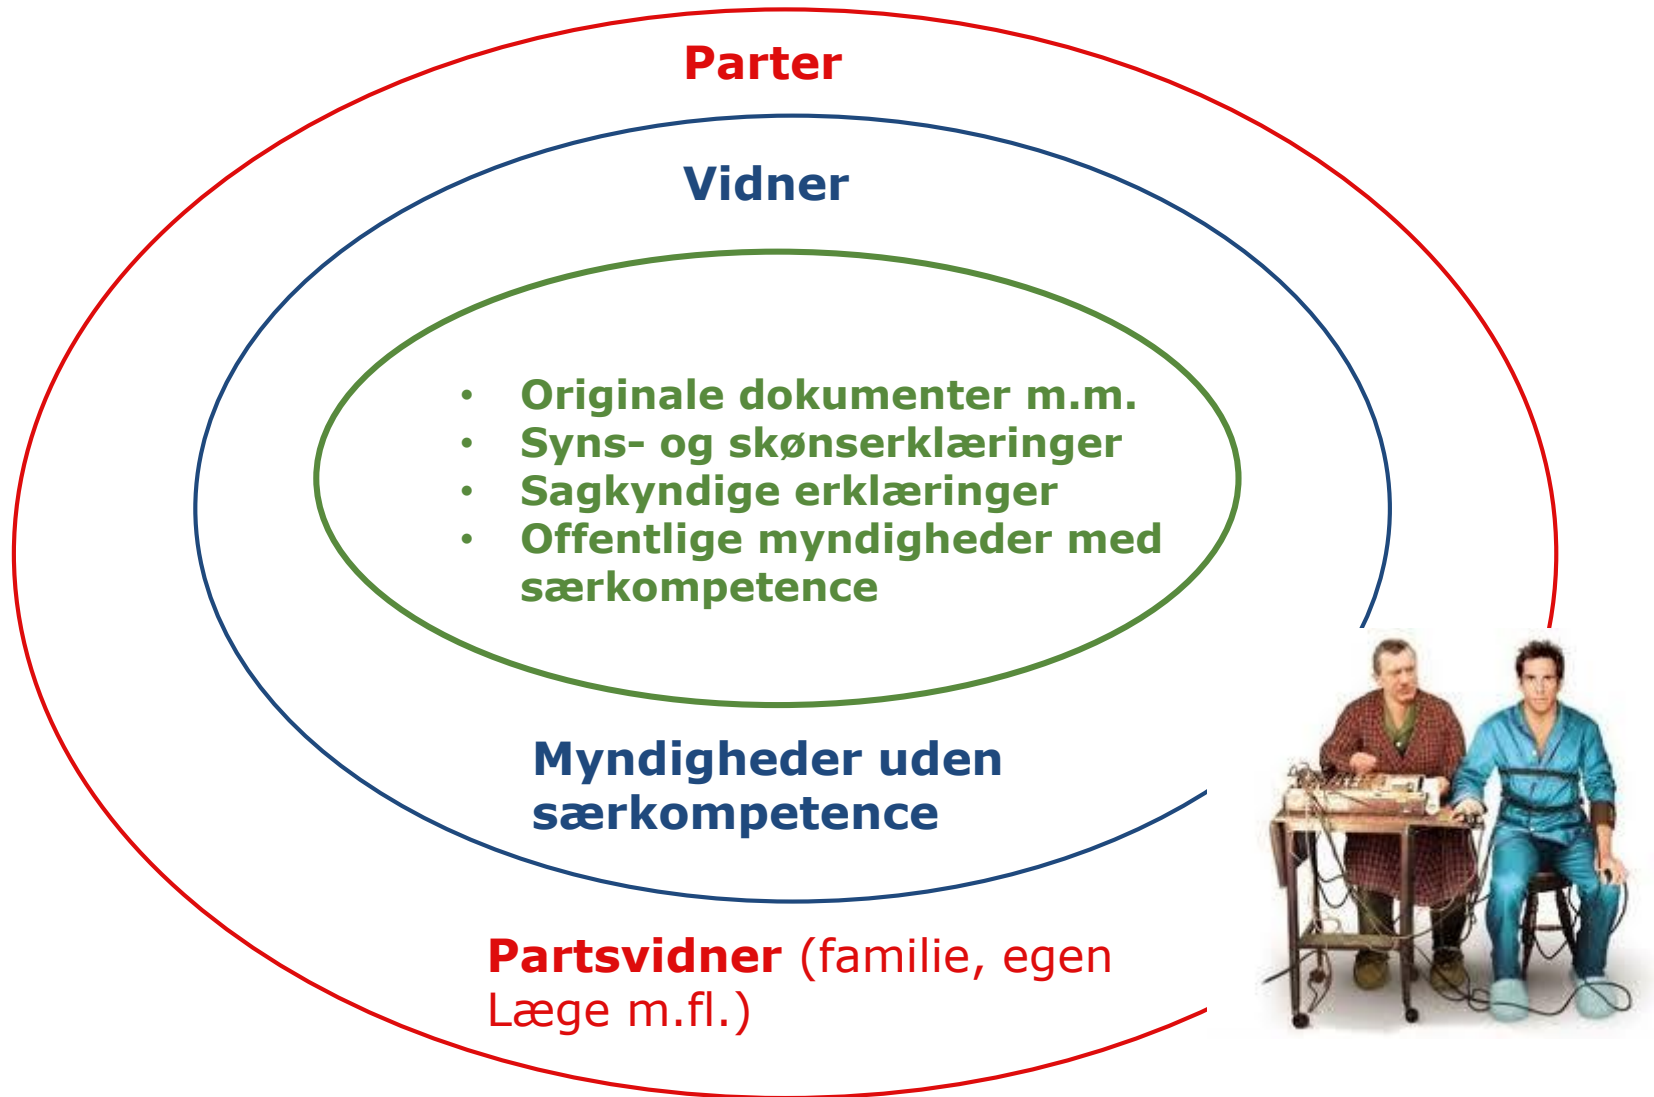 Parter
Vidner
• Originale dokumenter m.m.
• Syns- og skønserklæringer
• Sagkyndige erklæringer
• Offentlige myndigheder med
særkompetence
Myndigheder uden
særkompetence
Partsvidner (familie, egen
Læge m.fl.)